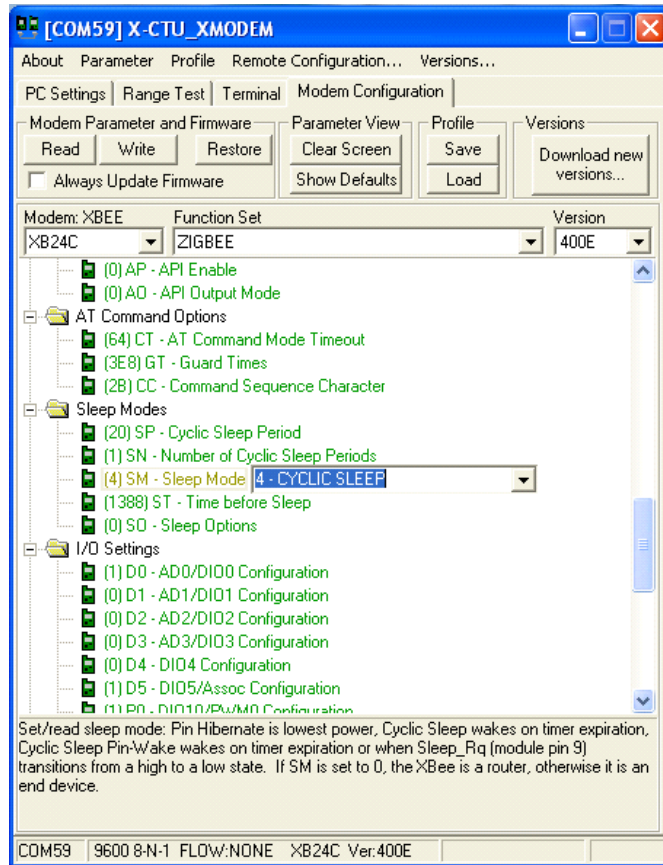 [COM59] X-CTU_XMODEM
About Parameter Profile Remote Configuration... Versions...
PC Settings Range Test Terminal Modem Configuration
Modem Parameter and Firmware Parameter View Profile Versions
Read Write Restore Clear Screen Save Download new versions...
Always Update Firmware Show Defaults Load
Modem: XBEE Function Set Version
XB24C ZIGBEE 400E
(0) AP - API Enable
(0) AO - API Output Mode
AT Command Options
(64) CT - AT Command Mode Timeout
(3E8) GT - Guard Times
(2B) CC - Command Sequence Character
Sleep Modes
(20) SP - Cyclic Sleep Period
(1) SN - Number of Cyclic Sleep Periods
(4) SM - Sleep Mode 4 - CYCLIC SLEEP
(1388) ST - Time before Sleep
(0) SO - Sleep Options
I/O Settings
(1) D0 - AD0/DIO0 Configuration
(0) D1 - AD1/DIO1 Configuration
(0) D2 - AD2/DIO2 Configuration
(0) D3 - AD3/DIO3 Configuration
(0) D4 - DIO4 Configuration
(1) D5 - DIO5/Assoc Configuration
(1) P0 - DIO10/PWM0 Configuration
Set/read sleep mode: Pin Hibernate is lowest power, Cyclic Sleep wakes on timer expiration,
Cyclic Sleep Pin-Wake wakes on timer expiration or when Sleep_Rq (module pin 9)
transitions from a high to a low state. If SM is set to 0, the XBee is a router, otherwise it is an
end device.
COM59 9600 8-N-1 FLOW:NONE XB24C Ver:400E